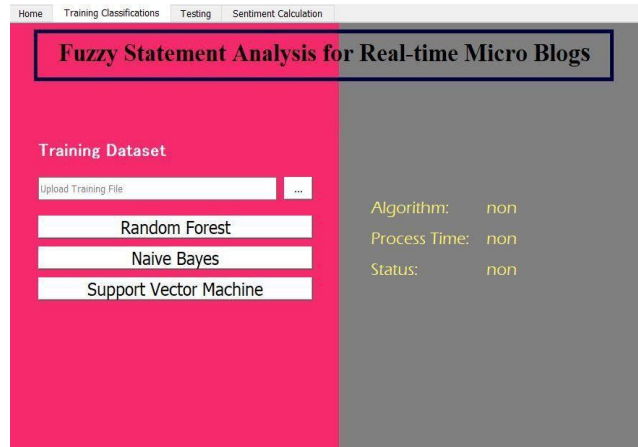 Home Training Classifications Testing Sentiment Calculation
Fuzzy Statement Analysis for Real-time Micro Blogs
Training Dataset
Upload Training File ...
Random Forest
Naive Bayes
Support Vector Machine
Algorithm: non
Process Time: non
Status: non